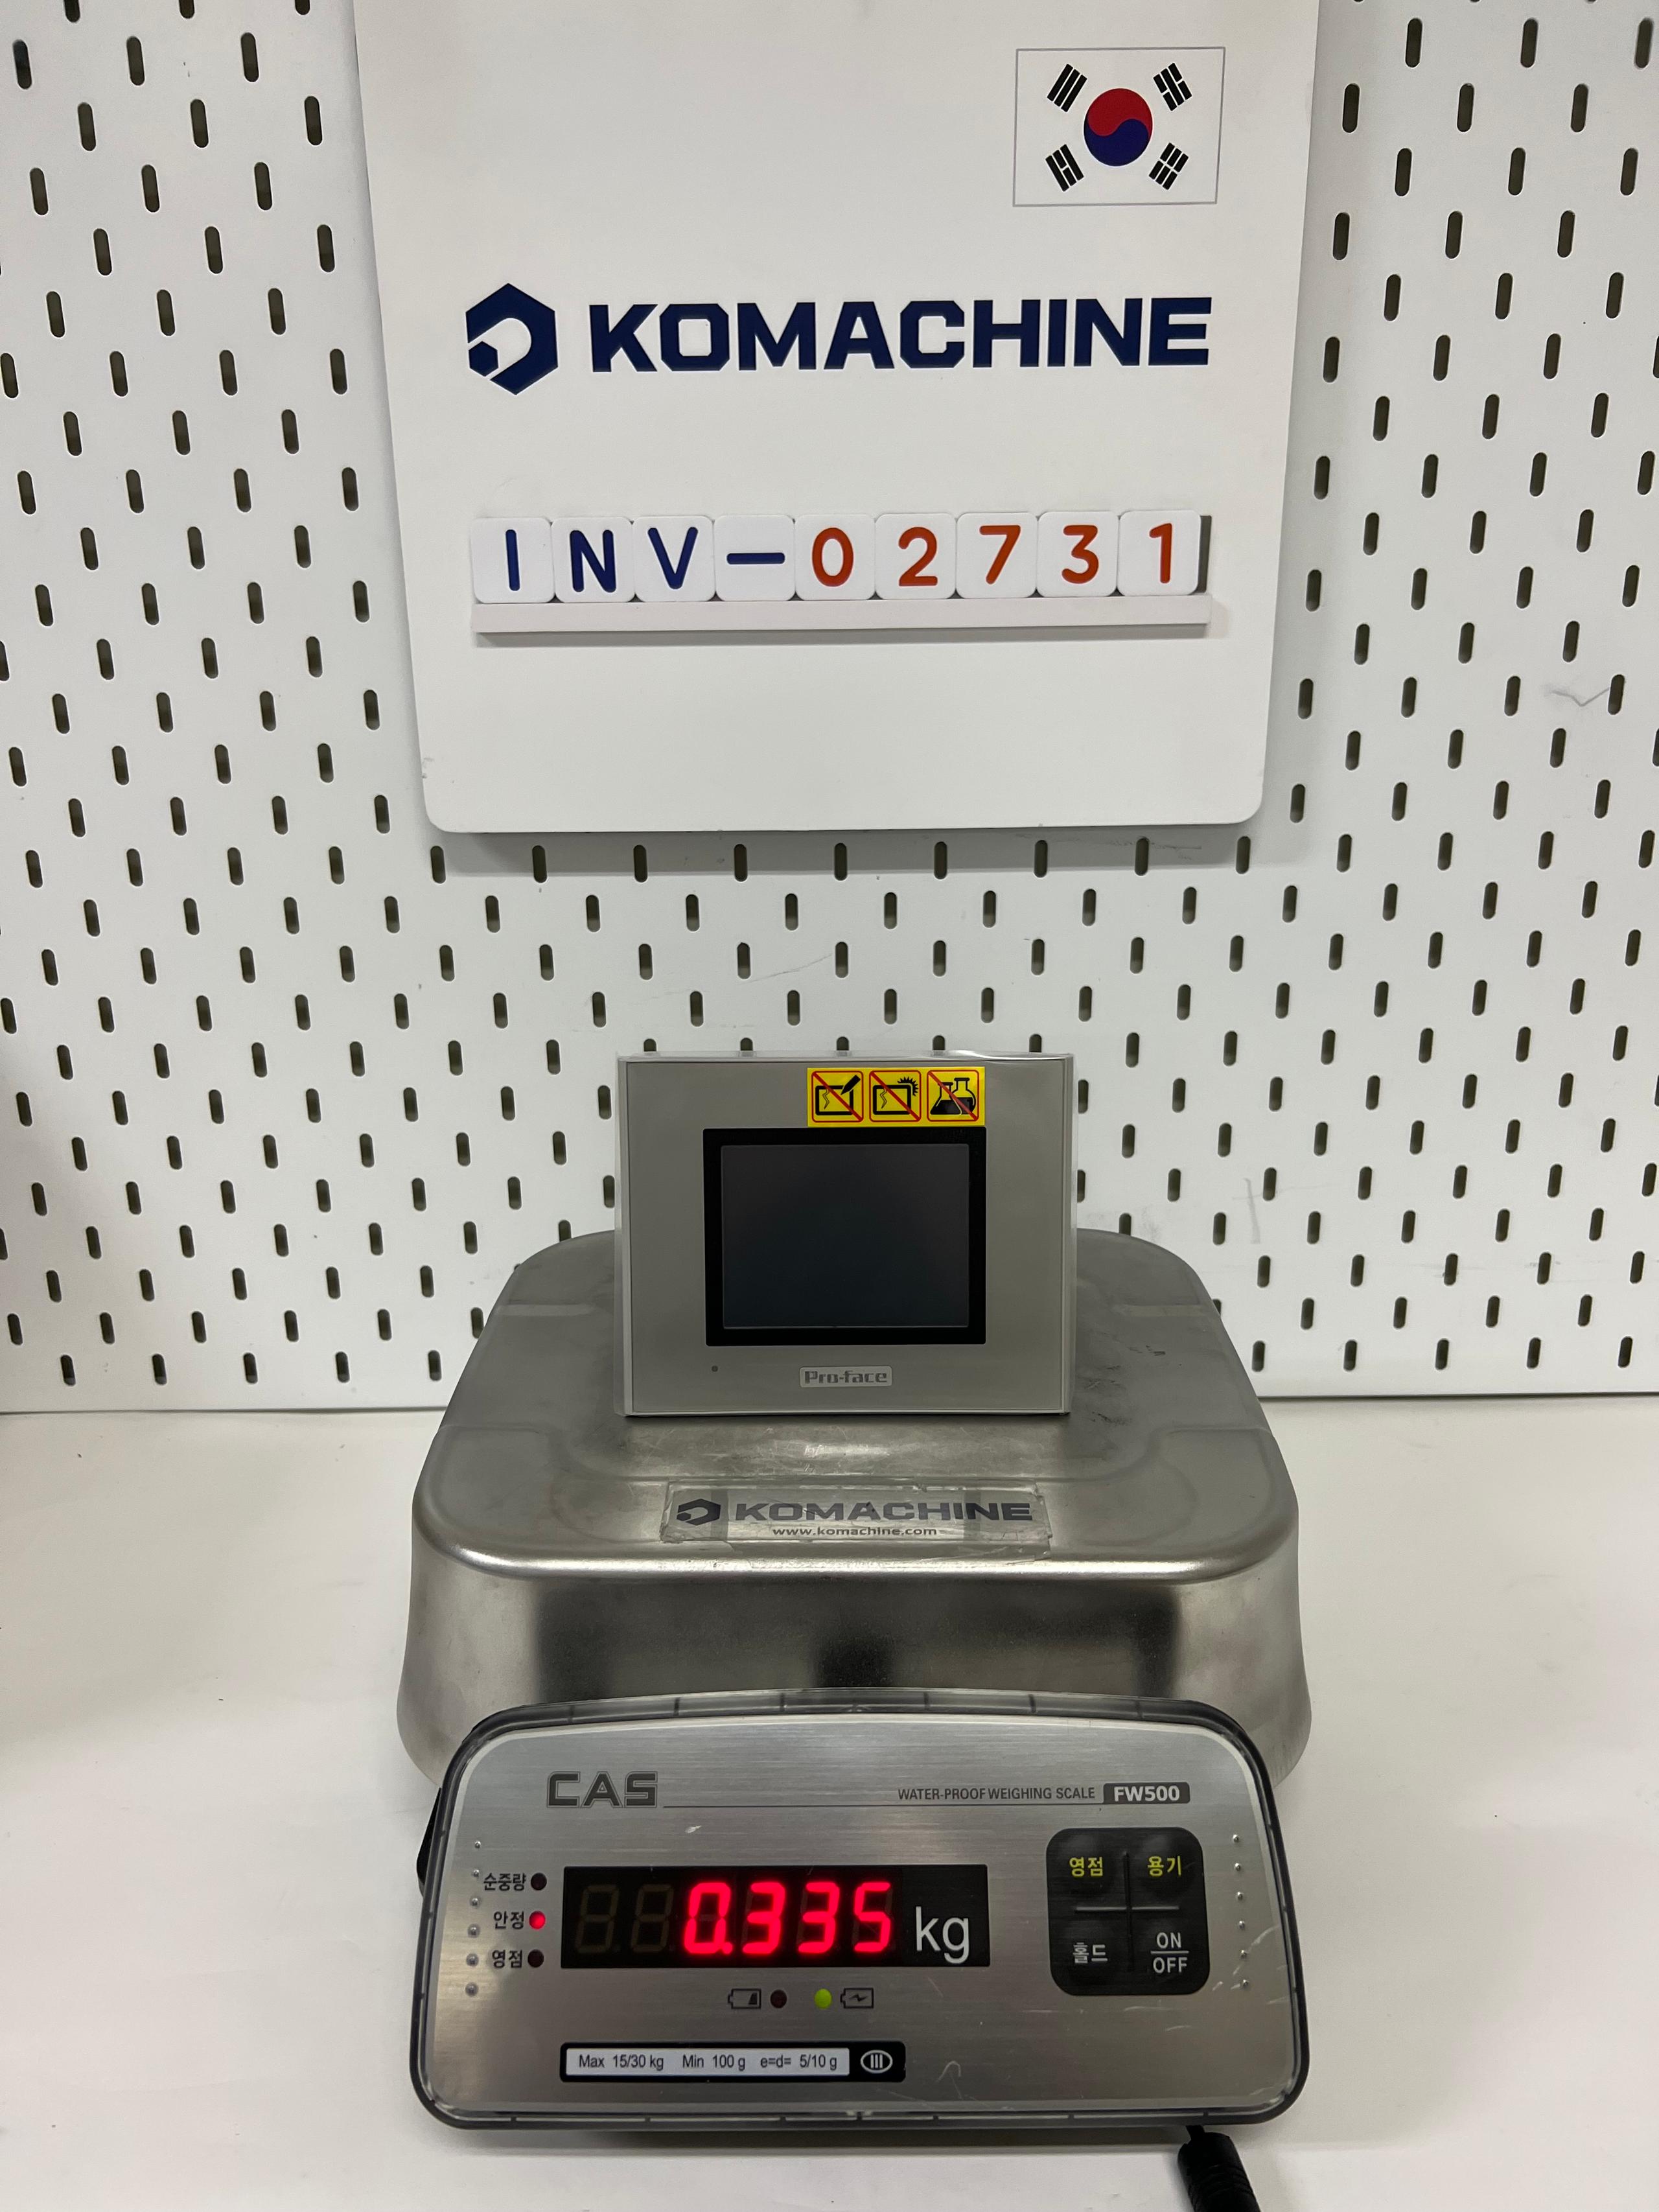 KOMACHINE
INV-02731
Pro-face
KOMACHINE
www.komachine.com
CAS
WATER-PROOF WEIGHING SCALE FW500
순중량
안정
영점
0.335 kg
영점 용기
홀드 ON/OFF
Max 15/30 kg Min 100 g e=d= 5/10 g III